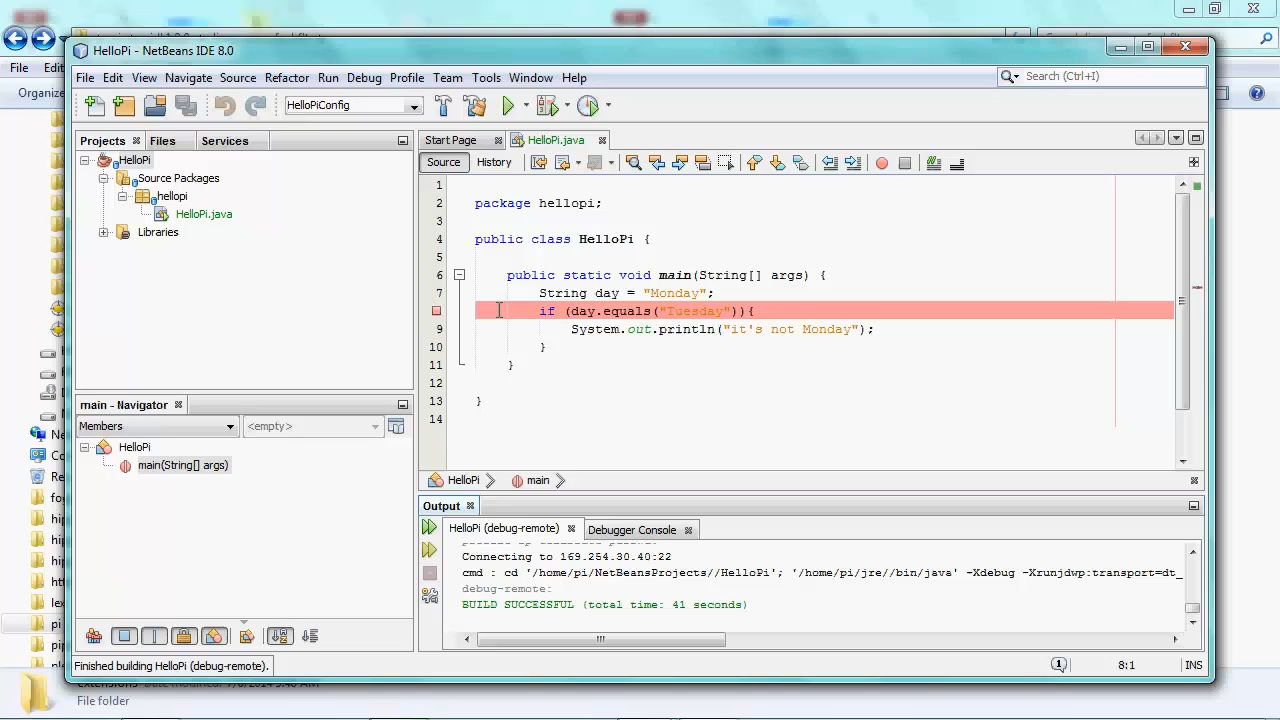 HelloPi - NetBeans IDE 8.0
File Edit View Navigate Source Refactor Run Debug Profile Team Tools Window Help
Search (Ctrl+I)
File Edit
Organize
HelloPiConfig
Projects Files Services
HelloPi
Source Packages
hellopi
HelloPi.java
Libraries
main - Navigator
Members
<empty>
HelloPi
main(String[] args)
Start Page HelloPi.java
Source History
1
2 package hellopi;
3
4 public class HelloPi {
5
6 public static void main(String[] args) {
7 String day = "Monday";
8 if (day.equals("Tuesday")){
9 System.out.println("it's not Monday");
10 }
11 }
12
13 }
14
HelloPi main
Output
HelloPi (debug-remote) Debugger Console
Connecting to 169.254.30.40:22
cmd : cd '/home/pi/NetBeansProjects//HelloPi'; '/home/pi/jre//bin/java' -Xdebug -Xrunjdwp:transport=dt_
debug-remote:
BUILD SUCCESSFUL (total time: 41 seconds)
Finished building HelloPi (debug-remote).
1
8:1 INS
File folder